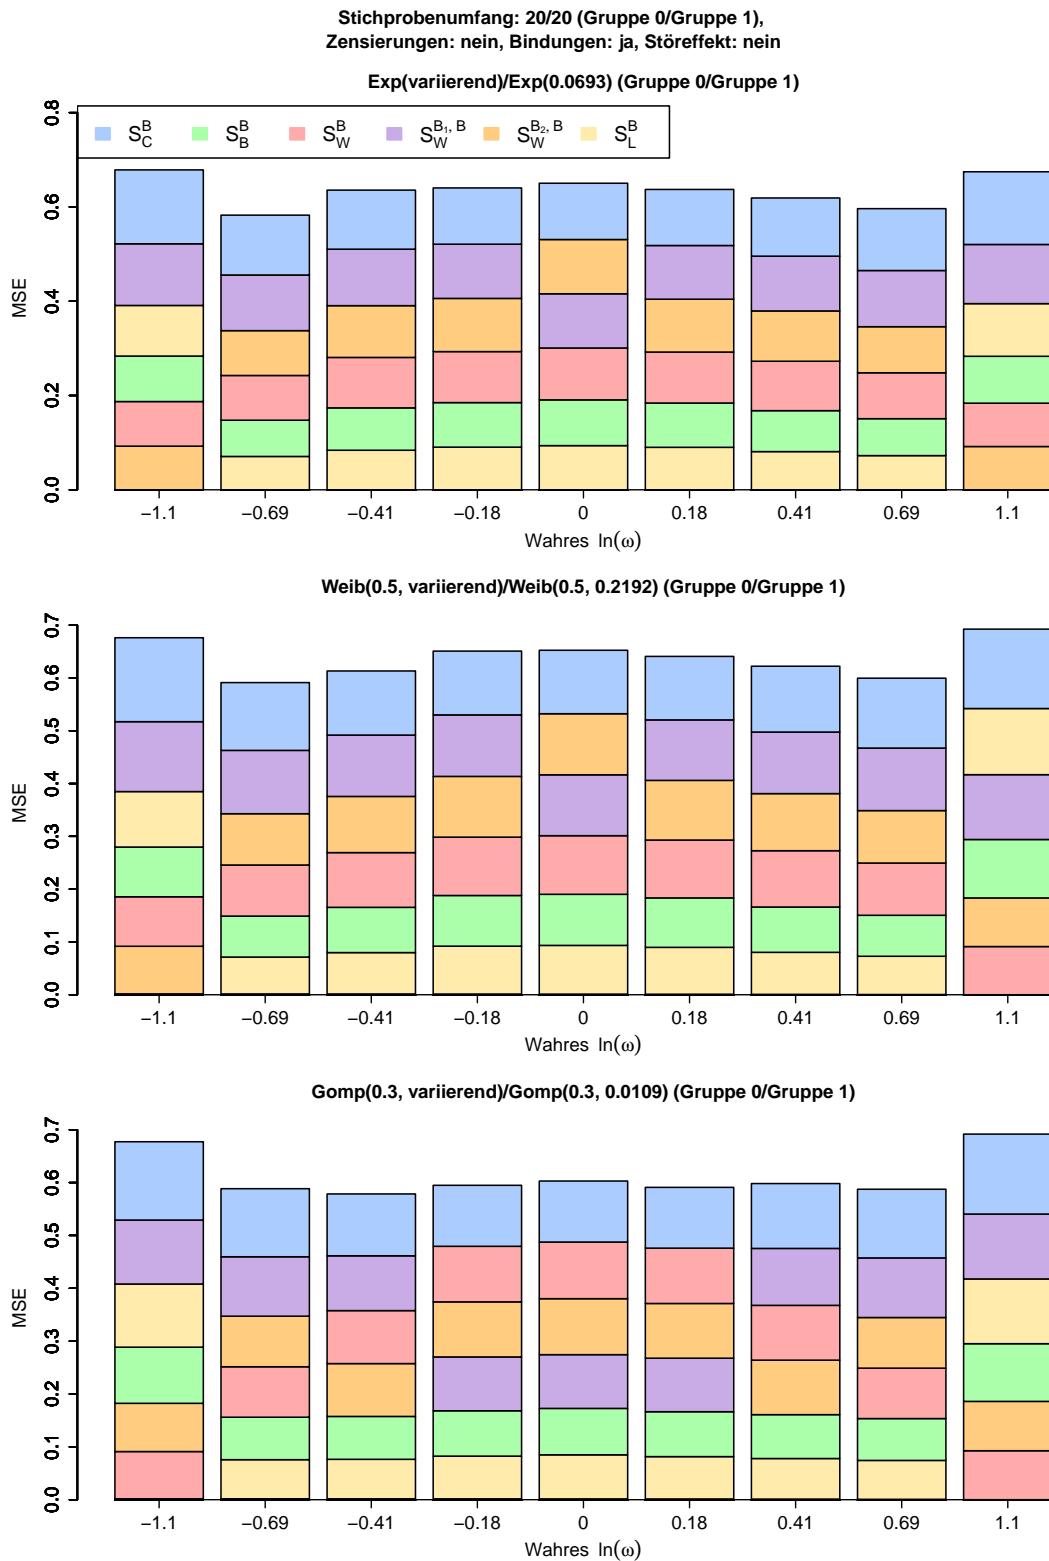 Stichprobenumfang: 20/20 (Gruppe 0/Gruppe 1),
Zensierungen: nein, Bindungen: ja, Störeffekt: nein
Exp(variierend)/Exp(0.0693) (Gruppe 0/Gruppe 1)
S_C^B S_B^B S_W^B S_W^{B₁, B} S_W^{B₂, B} S_L^B
MSE
0.8
0.6
0.4
0.2
0.0
−1.1 −0.69 −0.41 −0.18 0 0.18 0.41 0.69 1.1
Wahres ln(ω)
Weib(0.5, variierend)/Weib(0.5, 0.2192) (Gruppe 0/Gruppe 1)
MSE
0.7
0.6
0.5
0.4
0.3
0.2
0.1
0.0
−1.1 −0.69 −0.41 −0.18 0 0.18 0.41 0.69 1.1
Wahres ln(ω)
Gomp(0.3, variierend)/Gomp(0.3, 0.0109) (Gruppe 0/Gruppe 1)
MSE
0.7
0.6
0.5
0.4
0.3
0.2
0.1
0.0
−1.1 −0.69 −0.41 −0.18 0 0.18 0.41 0.69 1.1
Wahres ln(ω)